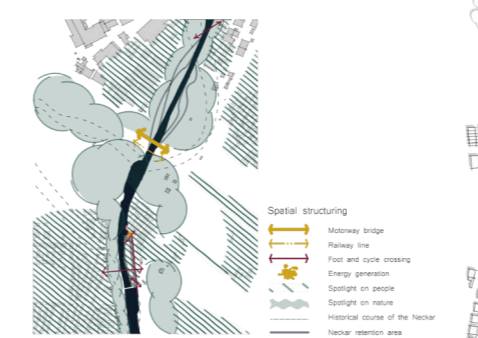 Spatial structuring
Motorway bridge
Railway line
Foot and cycle crossing
Energy generation
Spotlight on people
Spotlight on nature
Historical course of the Neckar
Neckar retention area